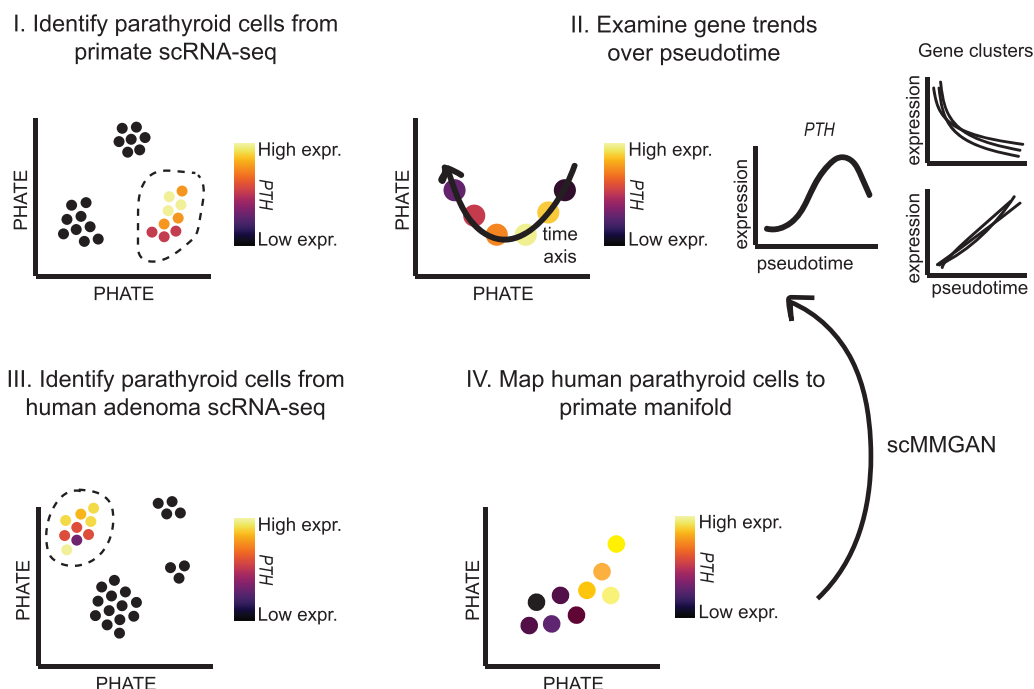 I. Identify parathyroid cells from
primate scRNA-seq
PHATE
PHATE
High expr.
PTH
Low expr.
II. Examine gene trends
over pseudotime
PHATE
PHATE
time
axis
High expr.
PTH
Low expr.
PTH
expression
pseudotime
Gene clusters
expression
expression
pseudotime
III. Identify parathyroid cells from
human adenoma scRNA-seq
PHATE
PHATE
High expr.
PTH
Low expr.
IV. Map human parathyroid cells to
primate manifold
PHATE
PHATE
High expr.
PTH
Low expr.
scMMGAN